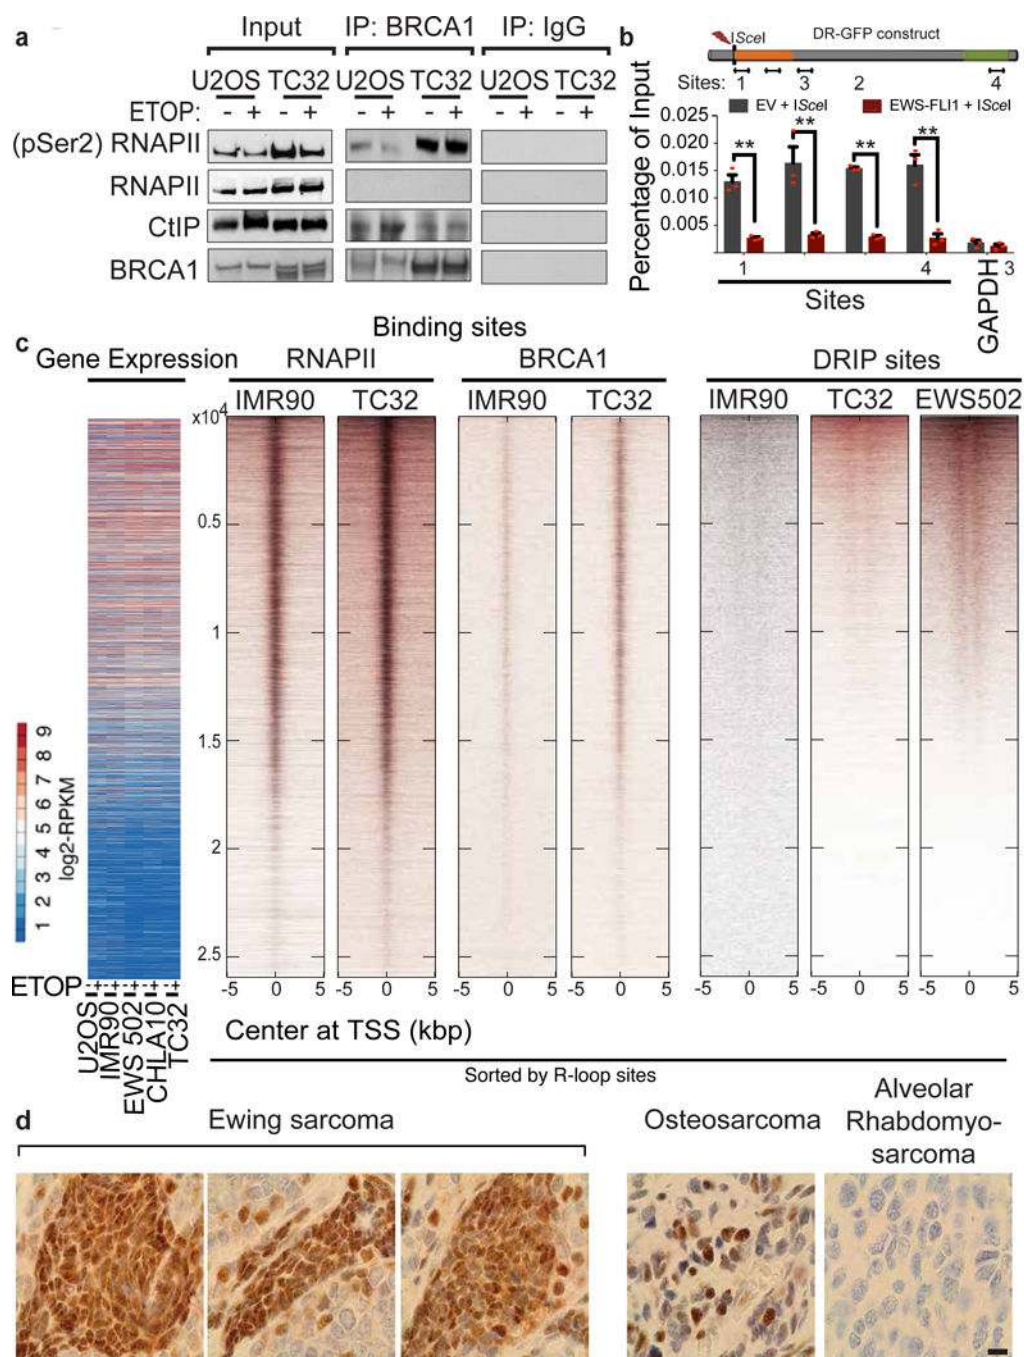 a
Input
IP: BRCA1
IP: IgG
U2OS TC32 U2OS TC32 U2OS TC32
ETOP: - + - + - + - + - + - +
(pSer2) RNAPII
RNAPII
CtIP
BRCA1
b
ISceI
DR-GFP construct
Sites: 1 3 2 4
EV + ISceI
EWS-FLI1 + ISceI
Percentage of Input
0.025
0.020
0.015
0.010
0.005
** ** ** **
1 4 3
Sites
GAPDH
c
Binding sites
Gene Expression
RNAPII
BRCA1
DRIP sites
IMR90 TC32 IMR90 TC32 IMR90 TC32 EWS502
x10⁴
0.5
1
1.5
2
2.5
1 2 3 4 5 6 7 8 9
log2-RPKM
ETOP - + - + - + - + - +
U2OS
IMR90
EWS 502
CHLA10
TC32
-5 0 5 -5 0 5 -5 0 5 -5 0 5 -5 0 5 -5 0 5 -5 0 5
Center at TSS (kbp)
Sorted by R-loop sites
d
Ewing sarcoma
Osteosarcoma
Alveolar
Rhabdomyo-
sarcoma